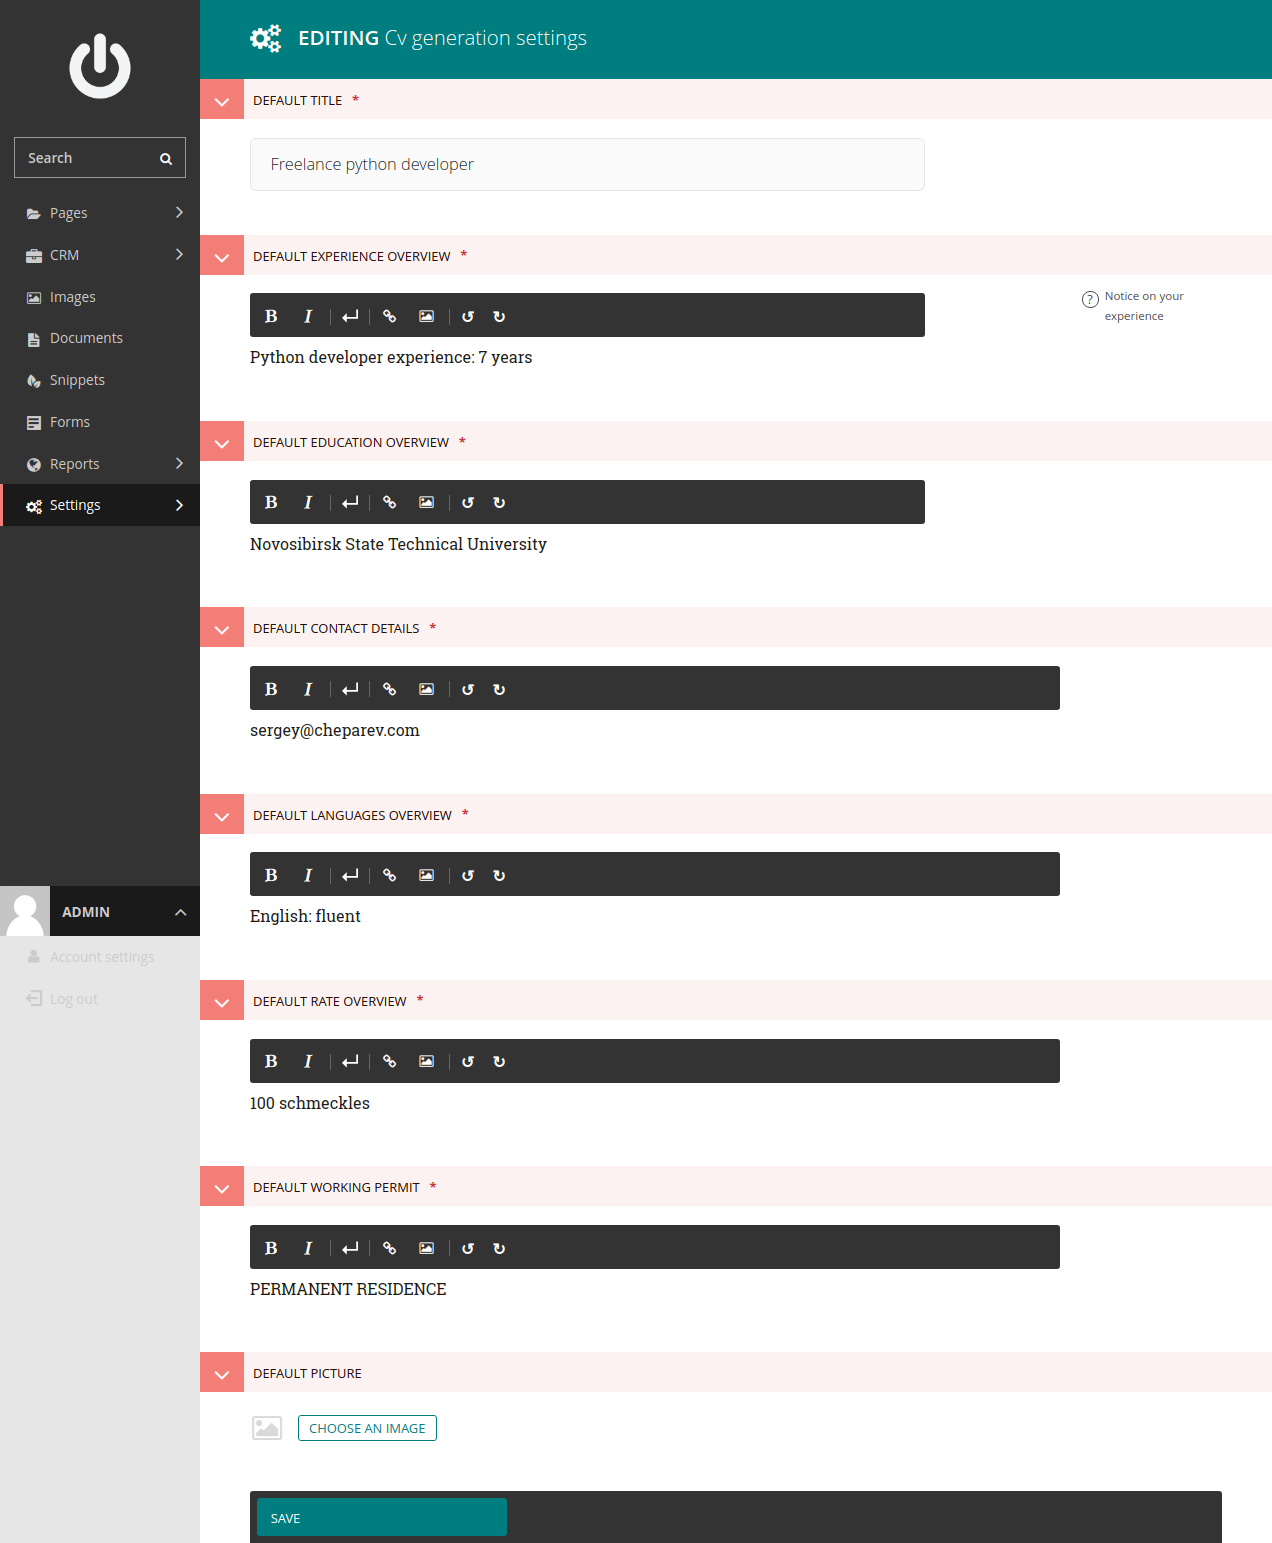 EDITING Cv generation settings
Search
Pages
CRM
Images
Documents
Snippets
Forms
Reports
Settings
ADMIN
Account settings
Log out
DEFAULT TITLE *
Freelance python developer
DEFAULT EXPERIENCE OVERVIEW *
B I
Notice on your
experience
Python developer experience: 7 years
DEFAULT EDUCATION OVERVIEW *
B I
Novosibirsk State Technical University
DEFAULT CONTACT DETAILS *
B I
sergey@cheparev.com
DEFAULT LANGUAGES OVERVIEW *
B I
English: fluent
DEFAULT RATE OVERVIEW *
B I
100 schmeckles
DEFAULT WORKING PERMIT *
B I
PERMANENT RESIDENCE
DEFAULT PICTURE
CHOOSE AN IMAGE
SAVE